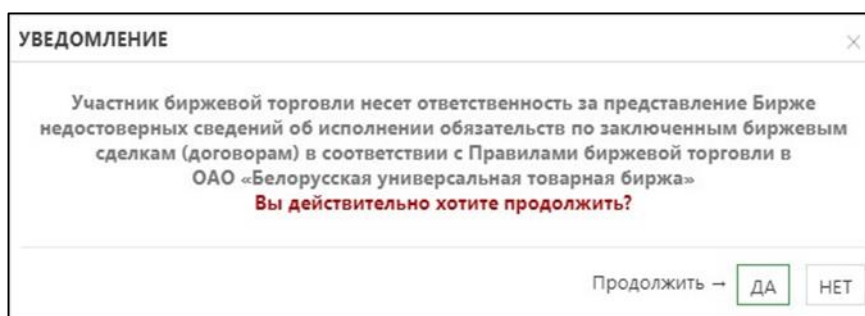 УВЕДОМЛЕНИЕ
Участник биржевой торговли несет ответственность за представление Бирже
недостоверных сведений об исполнении обязательств по заключенным биржевым
сделкам (договорам) в соответствии с Правилами биржевой торговли в
ОАО «Белорусская универсальная товарная биржа»
Вы действительно хотите продолжить?
Продолжить → ДА НЕТ